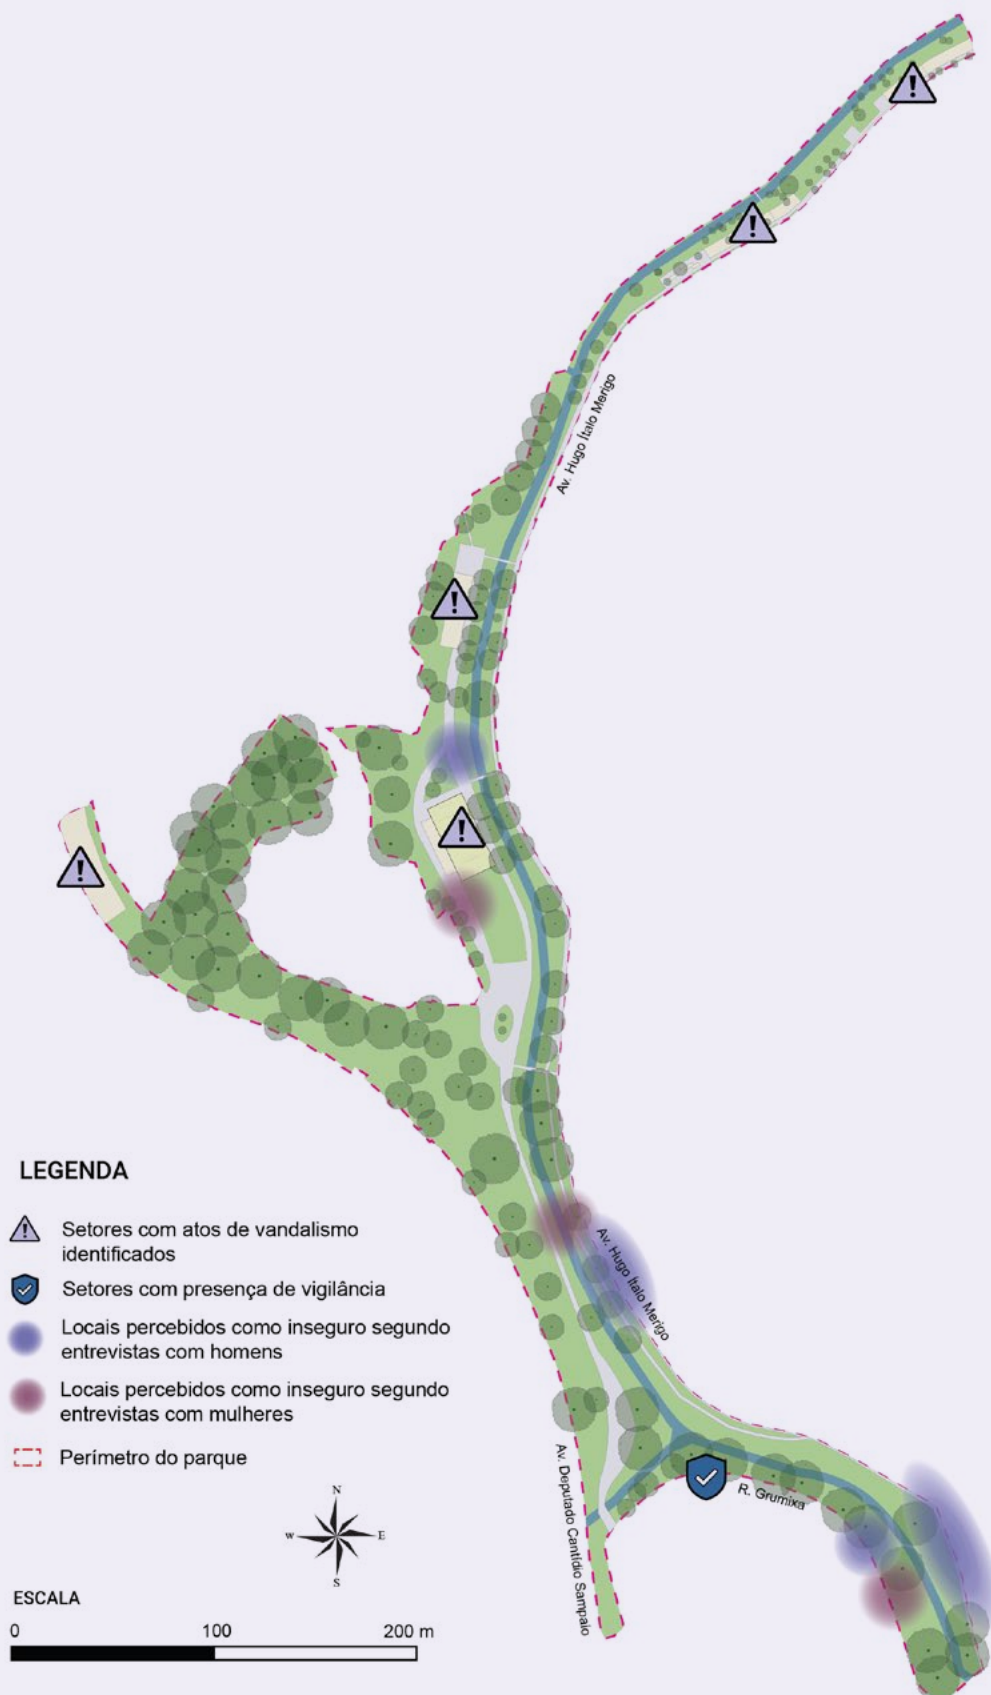 Av. Hugo Ítalo Merigo
LEGENDA
Setores com atos de vandalismo
identificados
Setores com presença de vigilância
Locais percebidos como inseguro segundo
entrevistas com homens
Locais percebidos como inseguro segundo
entrevistas com mulheres
Perímetro do parque
Av. Hugo Ítalo Merigo
Av. Deputado Cantídio Sampaio
R. Grumixa
N
W
E
S
ESCALA
0 100 200 m